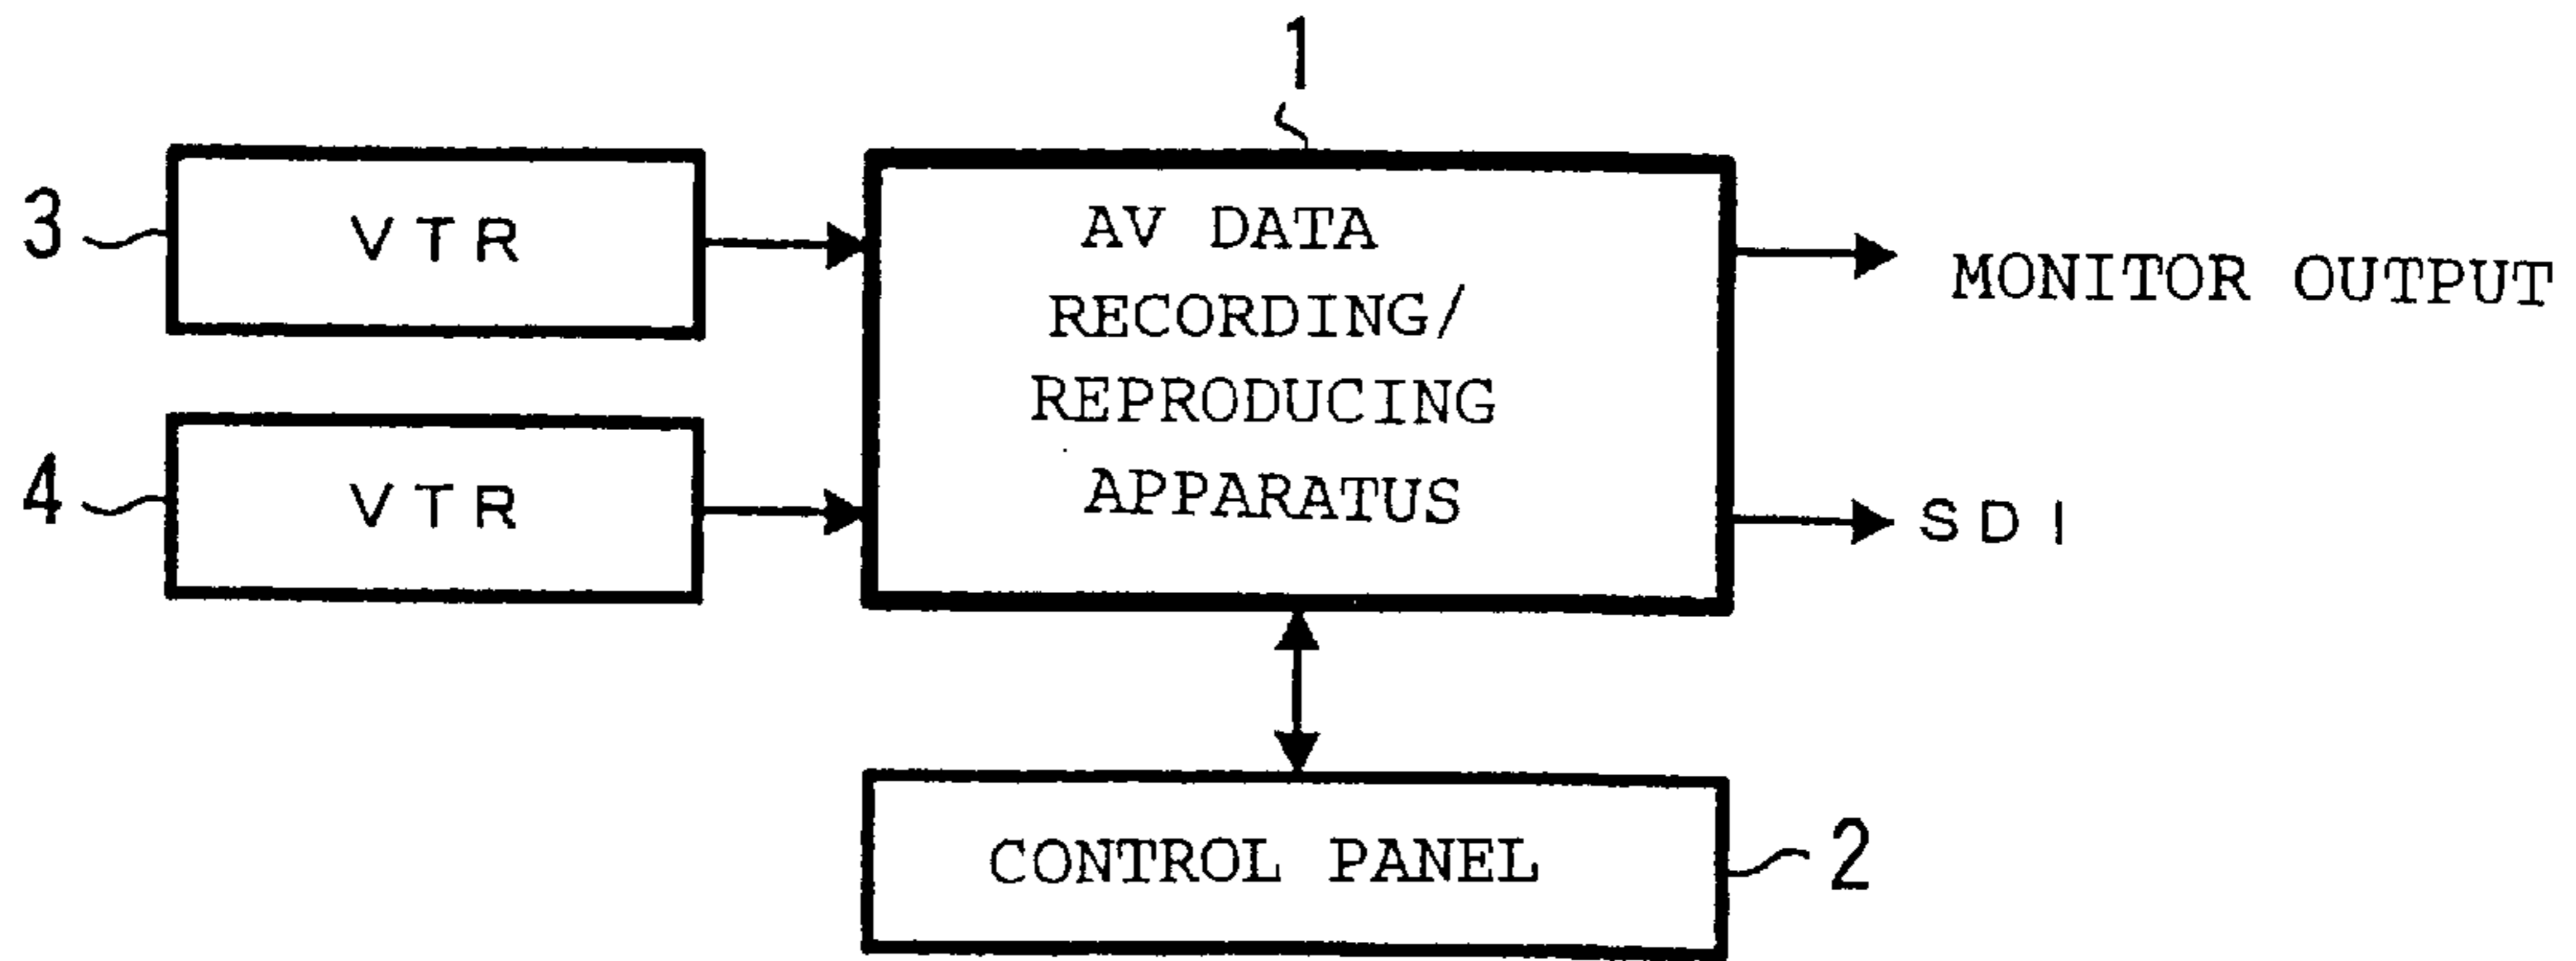 1
3
VTR
AV DATA
RECORDING/
REPRODUCING
APPARATUS
MONITOR OUTPUT
4
VTR
SDI
CONTROL PANEL
2